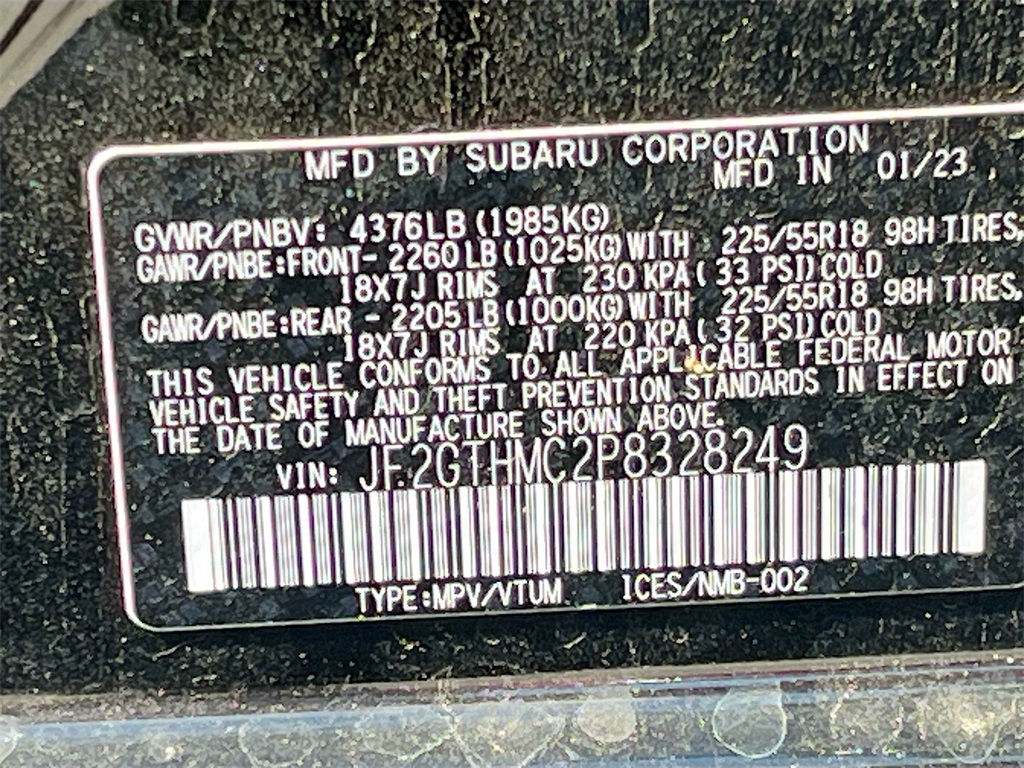 MFD BY SUBARU CORPORATION
MFD IN 01/23
GVWR/PNBV: 4376LB (1985KG)
GAWR/PNBE:FRONT- 2260LB (1025KG) WITH 225/55R18 98H TIRES,
18X7J RIMS AT 230 KPA ( 33 PSI) COLD
GAWR/PNBE:REAR - 2205LB (1000KG) WITH 225/55R18 98H TIRES,
18X7J RIMS AT 220 KPA ( 32 PSI) COLD
THIS VEHICLE CONFORMS TO ALL APPLICABLE FEDERAL MOTOR
VEHICLE SAFETY AND THEFT PREVENTION STANDARDS IN EFFECT ON
THE DATE OF MANUFACTURE SHOWN ABOVE.
VIN: JF2GTHMC2P8328249
TYPE:MPV/VTUM ICES/NMB-002